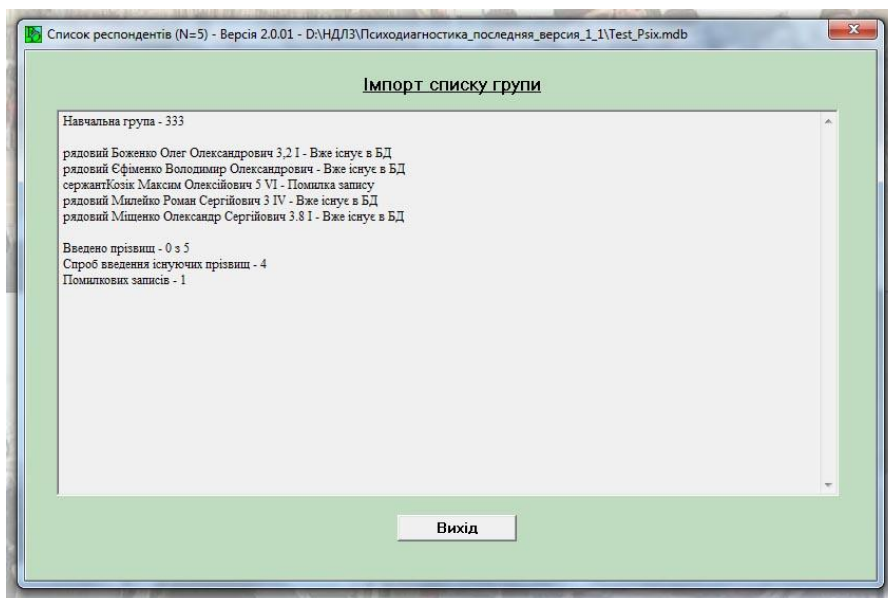 Список респондентів (N=5) - Версія 2.0.01 - D:\НДЛЗ\Психодиагностика_последняя_версия_1_1\Test_Psix.mdb
Імпорт списку групи
Навчальна група - 333
рядовий Боженко Олег Олександрович 3,2 І - Вже існує в БД
рядовий Єфіменко Володимир Олександрович - Вже існує в БД
сержантКозік Максим Олексійович 5 VI - Помилка запису
рядовий Милейко Роман Сергійович 3 IV - Вже існує в БД
рядовий Міщенко Олександр Сергійович 3.8 І - Вже існує в БД
Введено прізвищ - 0 з 5
Спроб введення існуючих прізвищ - 4
Помилкових записів - 1
Вихід